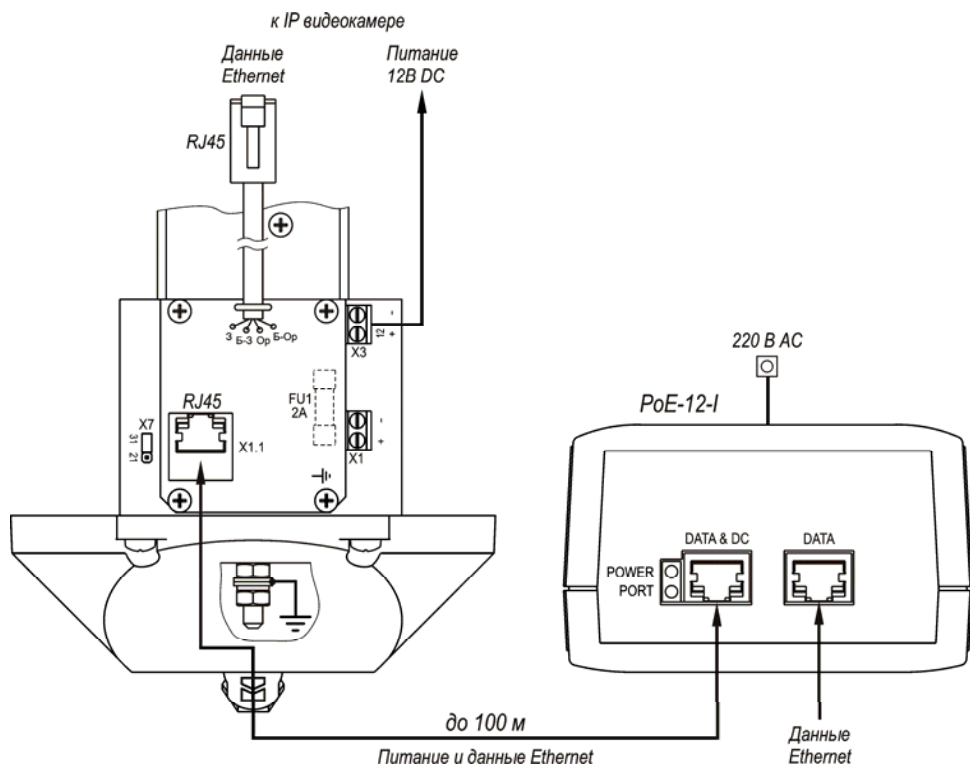 к IP видеокамере
Данные
Ethernet
Питание
12В DC
RJ45
З Б-З Ор Б-Ор
- 
12
+
X3
220 В AC
PoE-12-I
RJ45
X1.1
X7
31
21
FU1
2A
-
+
X1
DATA & DC
DATA
POWER
PORT
до 100 м
Питание и данные Ethernet
Данные
Ethernet